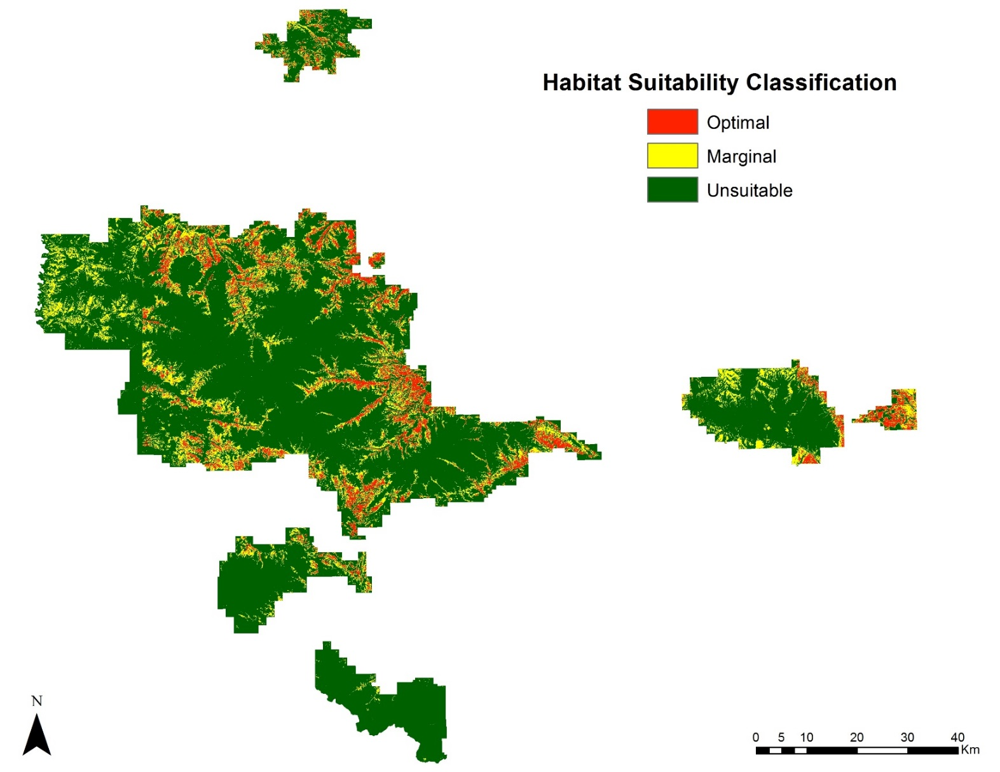 Habitat Suitability Classification
Optimal
Marginal
Unsuitable
N
0 5 10 20 30 40
Km